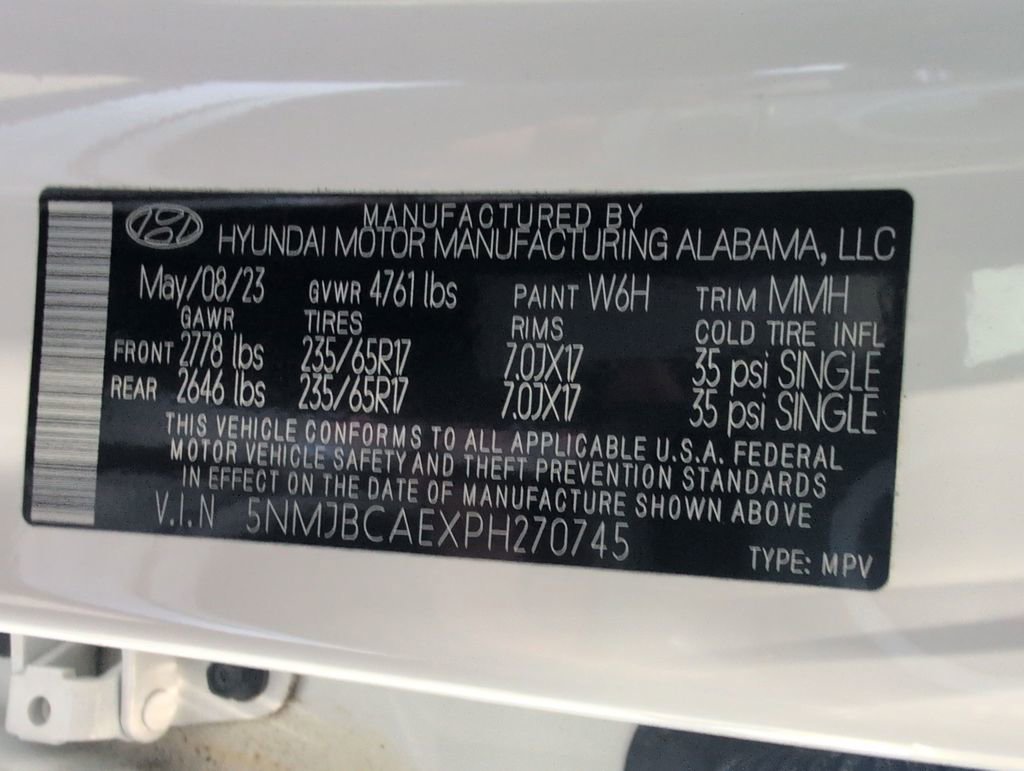 MANUFACTURED BY
HYUNDAI MOTOR MANUFACTURING ALABAMA, LLC
May/08/23 GVWR 4761 lbs PAINT W6H TRIM MMH
GAWR TIRES RIMS COLD TIRE INFL
FRONT 2778 lbs 235/65R17 7.0JX17 35 psi SINGLE
REAR 2646 lbs 235/65R17 7.0JX17 35 psi SINGLE
THIS VEHICLE CONFORMS TO ALL APPLICABLE U.S.A. FEDERAL
MOTOR VEHICLE SAFETY AND THEFT PREVENTION STANDARDS
IN EFFECT ON THE DATE OF MANUFACTURE SHOWN ABOVE
V.I.N 5NMJBCAEXPH270745
TYPE: MPV